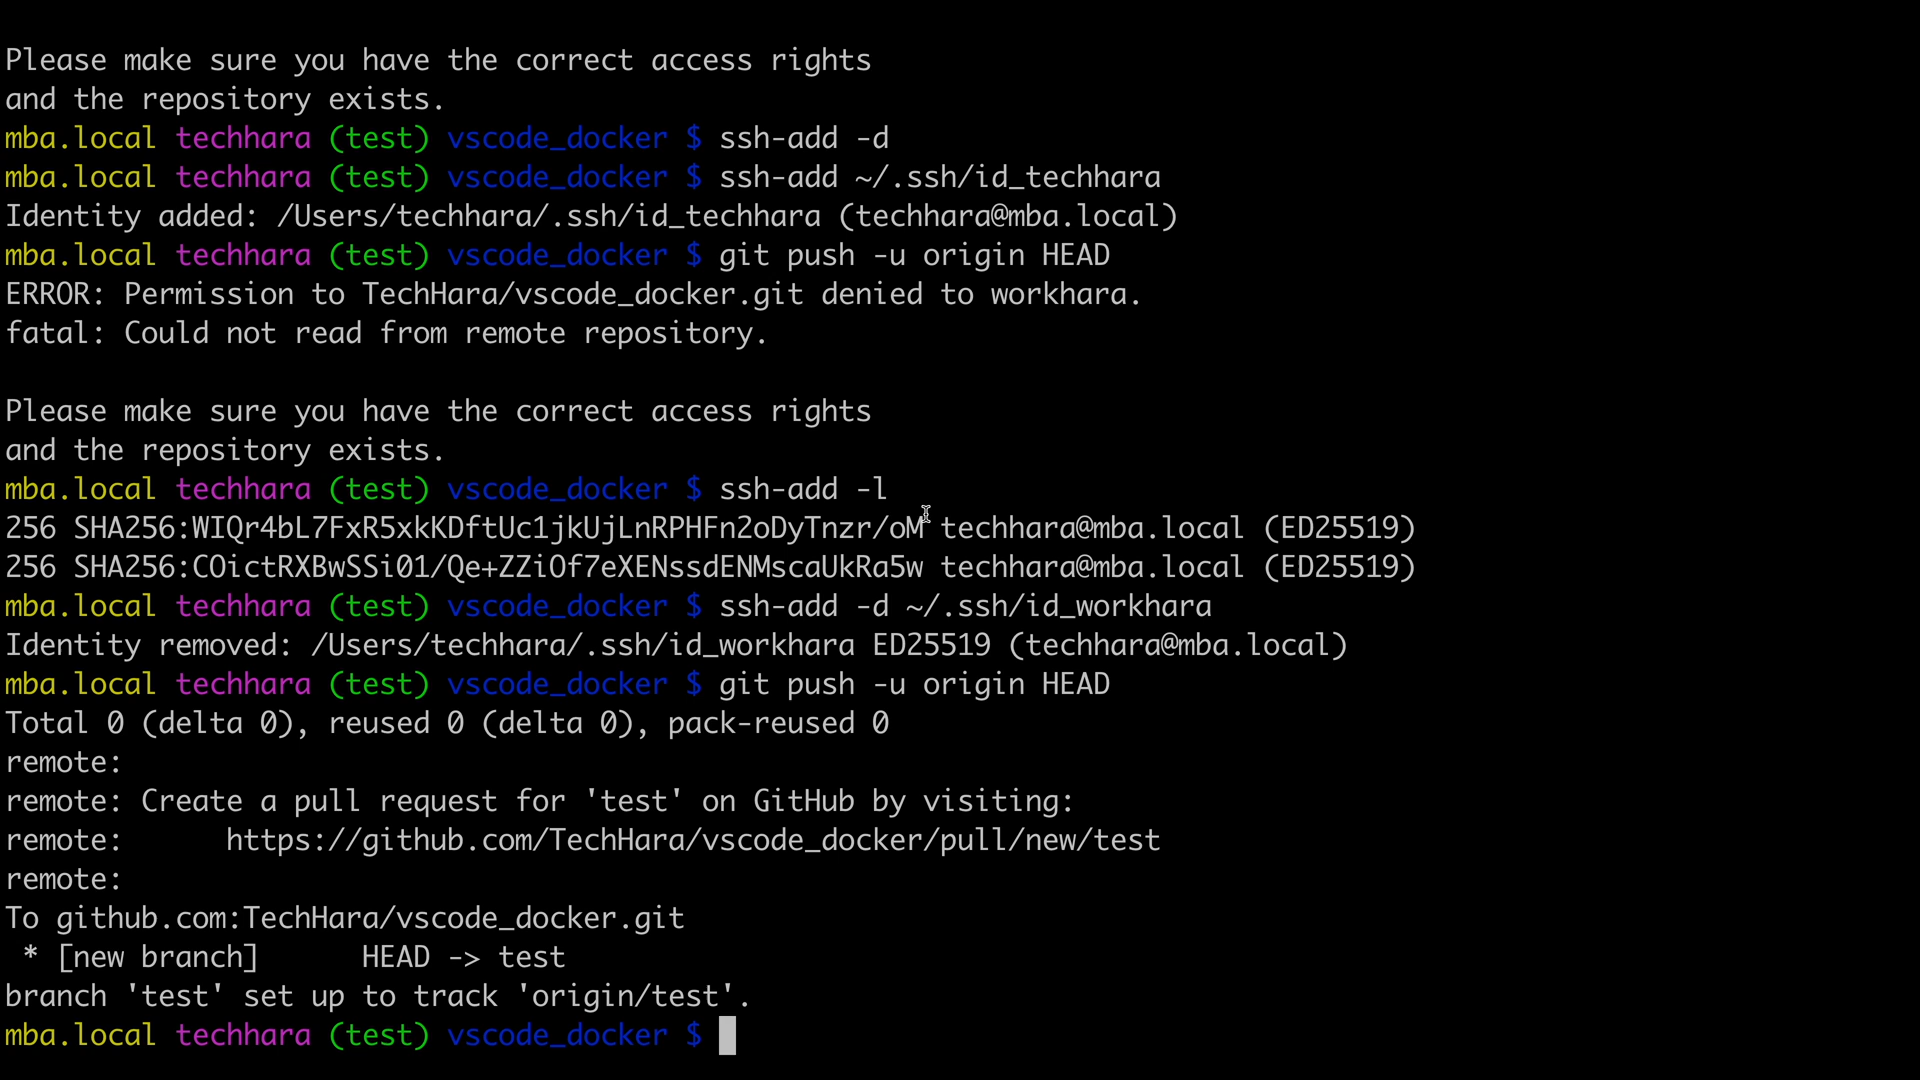 Please make sure you have the correct access rights
and the repository exists.
mba.local techhara (test) vscode_docker $ ssh-add -d
mba.local techhara (test) vscode_docker $ ssh-add ~/.ssh/id_techhara
Identity added: /Users/techhara/.ssh/id_techhara (techhara@mba.local)
mba.local techhara (test) vscode_docker $ git push -u origin HEAD
ERROR: Permission to TechHara/vscode_docker.git denied to workhara.
fatal: Could not read from remote repository.

Please make sure you have the correct access rights
and the repository exists.
mba.local techhara (test) vscode_docker $ ssh-add -l
256 SHA256:WIQr4bL7FxR5xkKDftUc1jkUjLnRPHFn2oDyTnzr/oM techhara@mba.local (ED25519)
256 SHA256:COictRXBwSSi01/Qe+ZZiOf7eXENssdENMscaUkRa5w techhara@mba.local (ED25519)
mba.local techhara (test) vscode_docker $ ssh-add -d ~/.ssh/id_workhara
Identity removed: /Users/techhara/.ssh/id_workhara ED25519 (techhara@mba.local)
mba.local techhara (test) vscode_docker $ git push -u origin HEAD
Total 0 (delta 0), reused 0 (delta 0), pack-reused 0
remote:
remote: Create a pull request for 'test' on GitHub by visiting:
remote:      https://github.com/TechHara/vscode_docker/pull/new/test
remote:
To github.com:TechHara/vscode_docker.git
 * [new branch]      HEAD -> test
branch 'test' set up to track 'origin/test'.
mba.local techhara (test) vscode_docker $